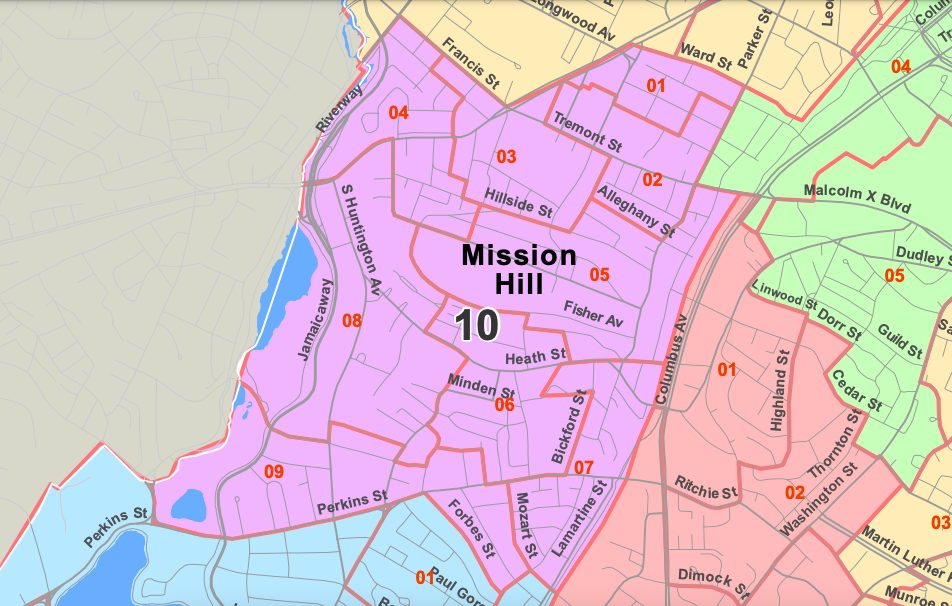 Longwood Av
Parker St
Leo
Colum
Francis St
Ward St
Tr
04
01
Riverway
04
Tremont St
03
02
Malcolm X Blvd
S Huntington Av
Hillside St
Alleghany St
Mission
Hill
05
Dudley S
05
Linwood St
Jamaicaway
08
10
Fisher Av
Dorr St
Guild St
Sa
Heath St
Columbus Av
01
Highland St
Cedar St
Minden St
06
Bickford St
Thornton St
09
07
Ritchie St
02
Washington St
Perkins St
Perkins St
Forbes St
Mozart St
Lamartine St
03
Martin Luther
01
Paul Gor
Dimock St
Munroe S